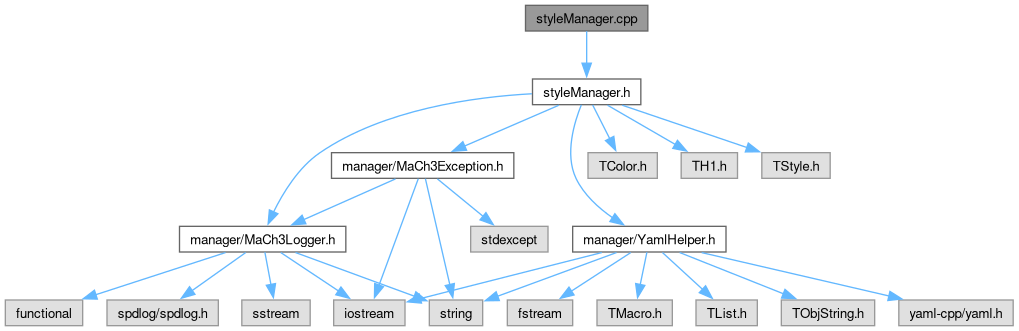 styleManager.cpp
styleManager.h
manager/MaCh3Exception.h
TColor.h
TH1.h
TStyle.h
manager/MaCh3Logger.h
stdexcept
manager/YamlHelper.h
functional
spdlog/spdlog.h
sstream
iostream
string
fstream
TMacro.h
TList.h
TObjString.h
yaml-cpp/yaml.h